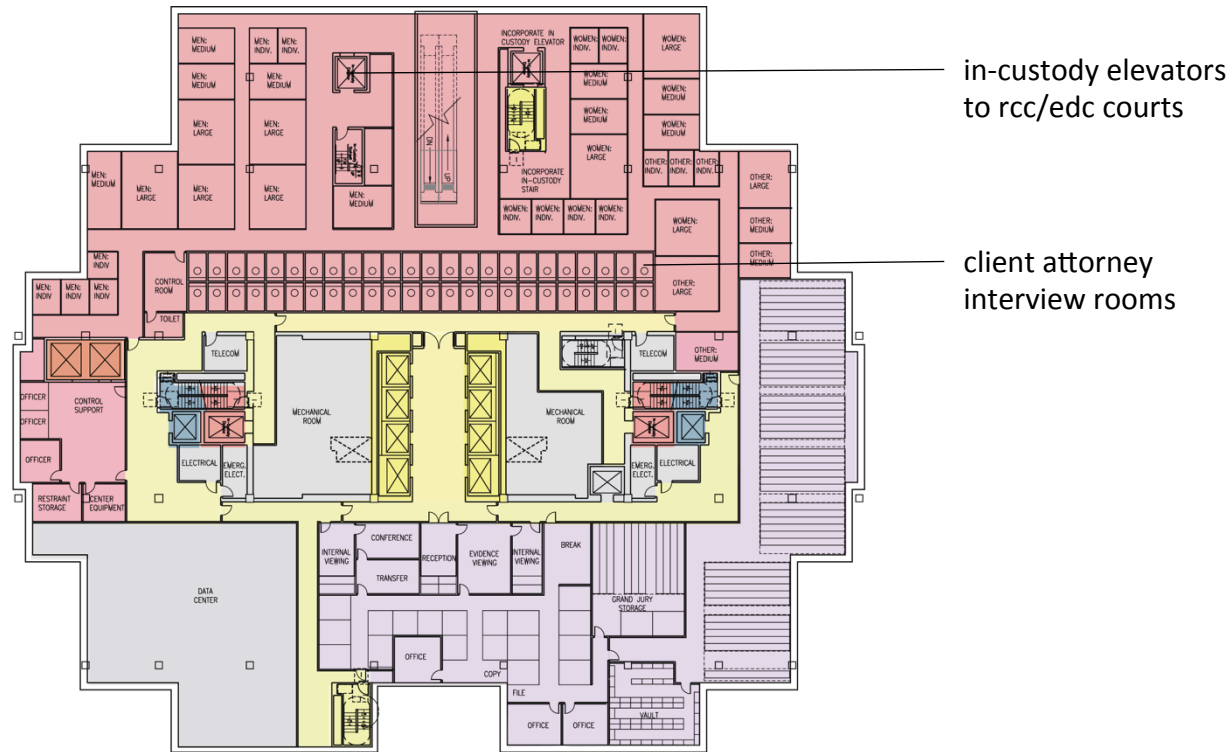 INCORPORATE IN
CUSTODY ELEVATOR
MEN:
MEDIUM
MEN:
INDIV.
MEN:
INDIV.
WOMEN:
INDIV.
WOMEN:
INDIV.
WOMEN:
LARGE
in-custody elevators
to rcc/edc courts
MEN:
MEDIUM
MEN:
MEDIUM
WOMEN:
MEDIUM
WOMEN:
MEDIUM
MEN:
LARGE
MEN:
LARGE
WOMEN:
MEDIUM
WOMEN:
MEDIUM
DN
UP
WOMEN:
LARGE
MEN:
MEDIUM
MEN:
LARGE
MEN:
LARGE
MEN:
LARGE
INCORPORATE
IN-CUSTODY
STAIR
OTHER:
INDIV.
OTHER:
INDIV.
OTHER:
INDIV.
OTHER:
LARGE
MEN:
MEDIUM
WOMEN:
INDIV.
WOMEN:
INDIV.
WOMEN:
INDIV.
WOMEN:
INDIV.
WOMEN:
LARGE
OTHER:
MEDIUM
OTHER:
MEDIUM
MEN:
INDIV
MEN:
INDIV
MEN:
INDIV
MEN:
INDIV
CONTROL
ROOM
OTHER:
LARGE
client attorney
interview rooms
TOILET
TELECOM
TELECOM
OTHER:
MEDIUM
OFFICER
OFFICER
OFFICER
CONTROL
SUPPORT
MECHANICAL
ROOM
MECHANICAL
ROOM
ELECTRICAL
EMERG.
ELECT.
EMERG.
ELECT.
ELECTRICAL
RESTRAINT
STORAGE
CENTER
EQUIPMENT
INTERNAL
VIEWING
CONFERENCE
RECEPTION
EVIDENCE
VIEWING
INTERNAL
VIEWING
BREAK
TRANSFER
DATA
CENTER
GRAND JURY
STORAGE
OFFICE
COPY
FILE
OFFICE
OFFICE
VAULT